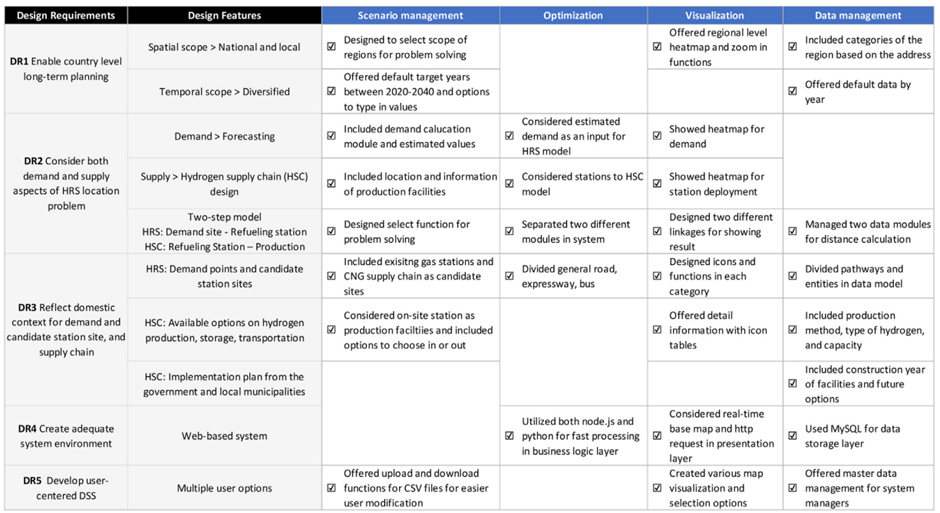 Design Requirements
Design Features
Scenario management
Optimization
Visualization
Data management
DR1 Enable country level
long-term planning
Spatial scope > National and local
☑ Designed to select scope of
regions for problem solving
☑ Offered regional level
heatmap and zoom in
functions
☑ Included categories of the
region based on the address
Temporal scope > Diversified
☑ Offered default target years
between 2020-2040 and options
to type in values
☑ Offered default data by
year
DR2 Consider both
demand and supply
aspects of HRS location
problem
Demand > Forecasting
☑ Included demand calucation
module and estimated values
☑ Considered estimated
demand as an input for
HRS model
☑ Showed heatmap for
demand
Supply > Hydrogen supply chain (HSC)
design
☑ Included location and information
of production facilities
☑ Considered stations to HSC
model
☑ Showed heatmap for
station deployment
Two-step model
HRS: Demand site - Refueling station
HSC: Refueling Station – Production
☑ Designed select function for
problem solving
☑ Separated two different
modules in system
☑ Designed two different
linkages for showing
result
☑ Managed two data modules
for distance calculation
DR3 Reflect domestic
context for demand and
candidate station site, and
supply chain
HRS: Demand points and candidate
station sites
☑ Included exisitng gas stations and
CNG supply chain as candidate
sites
☑ Divided general road,
expressway, bus
☑ Designed icons and
functions in each
category
☑ Divided pathways and
entities in data model
HSC: Available options on hydrogen
production, storage, transportation
☑ Considered on-site station as
production faciltiies and included
options to choose in or out
☑ Offered detail
information with icon
tables
☑ Included production
method, type of hydrogen,
and capacity
HSC: Implementation plan from the
government and local municipalities
☑ Included construction year
of facilities and future
options
DR4 Create adequate
system environment
Web-based system
☑ Utilized both node.js and
python for fast processing
in business logic layer
☑ Considered real-time
base map and http
request in presentation
layer
☑ Used MySQL for data
storage layer
DR5 Develop user-
centered DSS
Multiple user options
☑ Offered upload and download
functions for CSV files for easier
user modification
☑ Created various map
visualization and
selection options
☑ Offered master data
management for system
managers